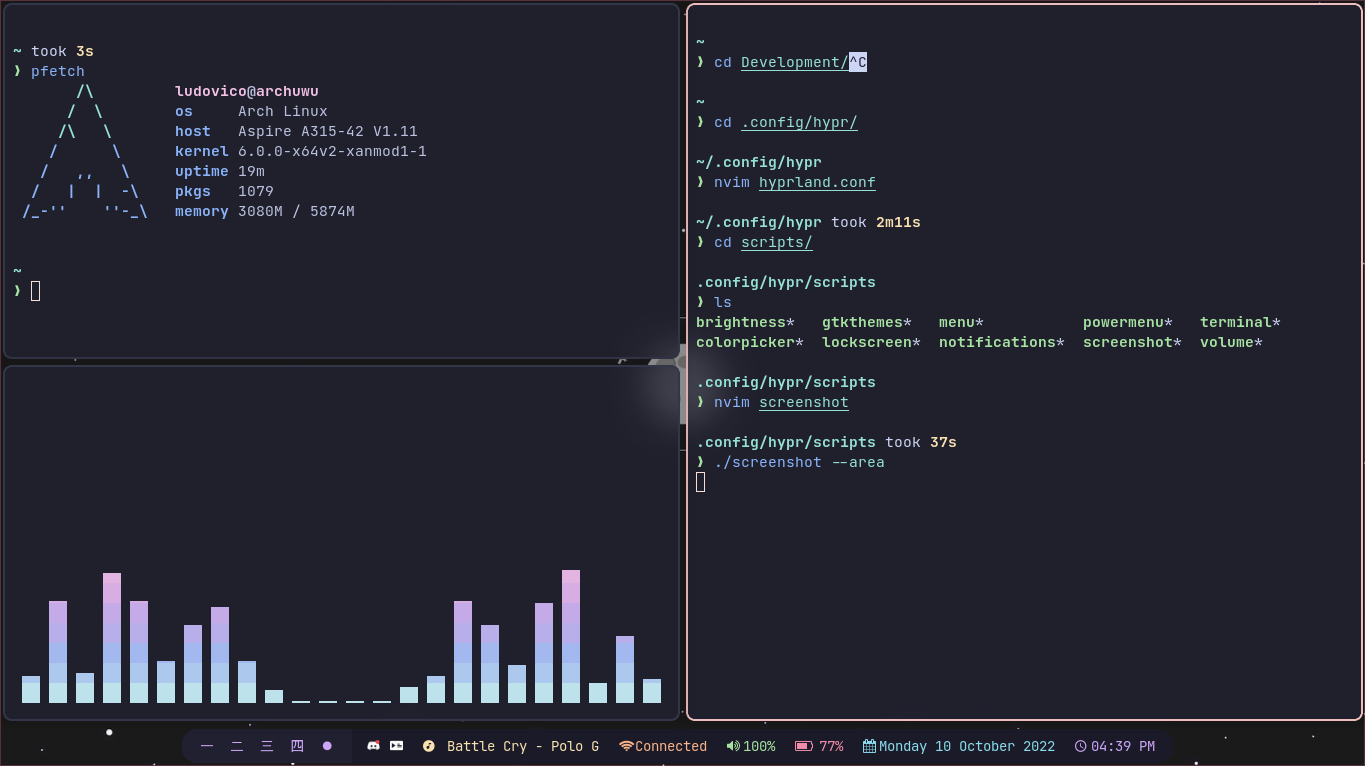 ~ took 3s
❯ pfetch
ludovico@archuwu
os Arch Linux
host Aspire A315-42 V1.11
kernel 6.0.0-x64v2-xanmod1-1
uptime 19m
pkgs 1079
memory 3080M / 5874M
~
❯
~
❯ cd Development/^C
~
❯ cd .config/hypr/
~/.config/hypr
❯ nvim hyprland.conf
~/.config/hypr took 2m11s
❯ cd scripts/
.config/hypr/scripts
❯ ls
brightness* gtkthemes* menu* powermenu* terminal*
colorpicker* lockscreen* notifications* screenshot* volume*
.config/hypr/scripts
❯ nvim screenshot
.config/hypr/scripts took 37s
❯ ./screenshot --area
一 二 三 四 Battle Cry - Polo G Connected 100% 77% Monday 10 October 2022 04:39 PM